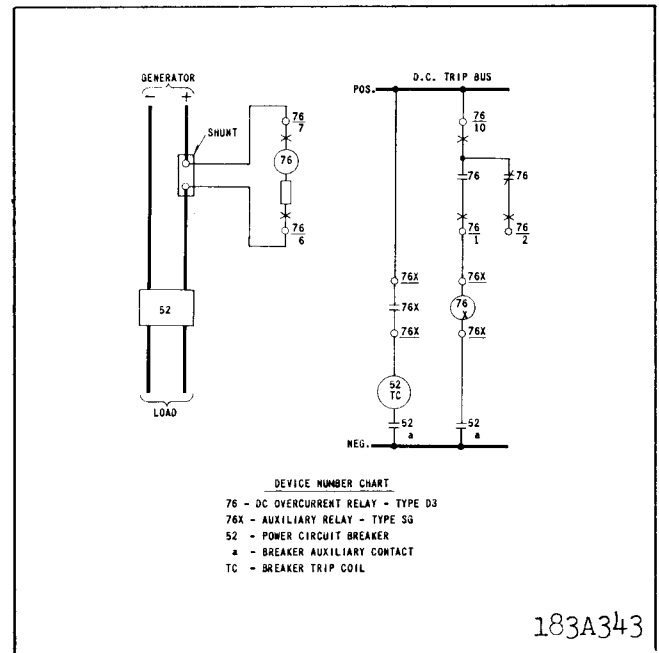 GENERATOR
- +
SHUNT
76
7
76
76
6
52
LOAD
D.C. TRIP BUS
POS.
76
10
76
76
76
1
76
2
76X
76X
76X
76X
76
X
76X
52
TC
52
a
52
a
NEG.
DEVICE NUMBER CHART
76 - DC OVERCURRENT RELAY - TYPE D3
76X - AUXILIARY RELAY - TYPE SG
52 - POWER CIRCUIT BREAKER
a - BREAKER AUXILIARY CONTACT
TC - BREAKER TRIP COIL
183A343